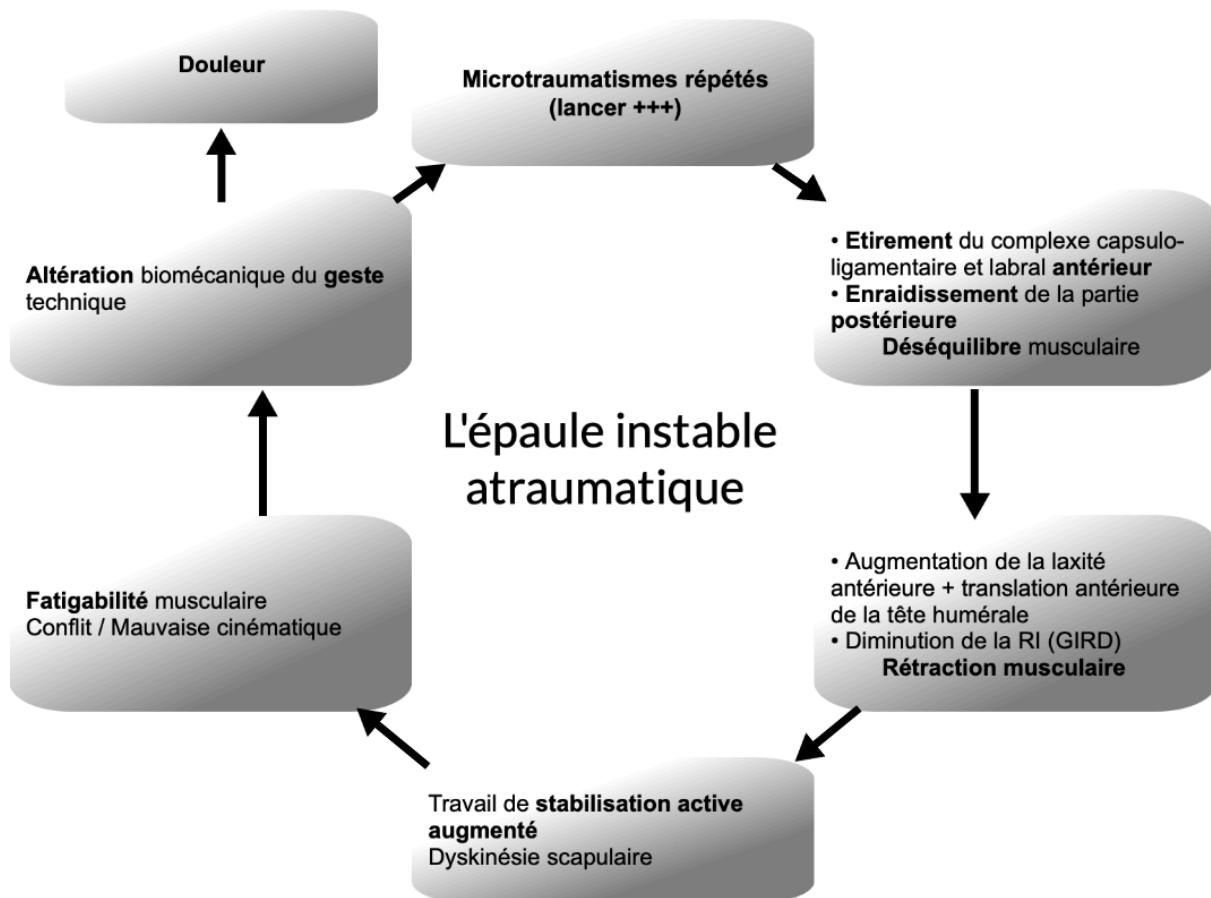 Douleur
Microtraumatismes répétés
(lancer +++)
• Etirement du complexe capsulo-
ligamentaire et labral antérieur
• Enraidissement de la partie
postérieure
Déséquilibre musculaire
• Augmentation de la laxité
antérieure + translation antérieure
de la tête humérale
• Diminution de la RI (GIRD)
Rétraction musculaire
Travail de stabilisation active
augmenté
Dyskinésie scapulaire
Fatigabilité musculaire
Conflit / Mauvaise cinématique
Altération biomécanique du geste
technique
L'épaule instable
atraumatique